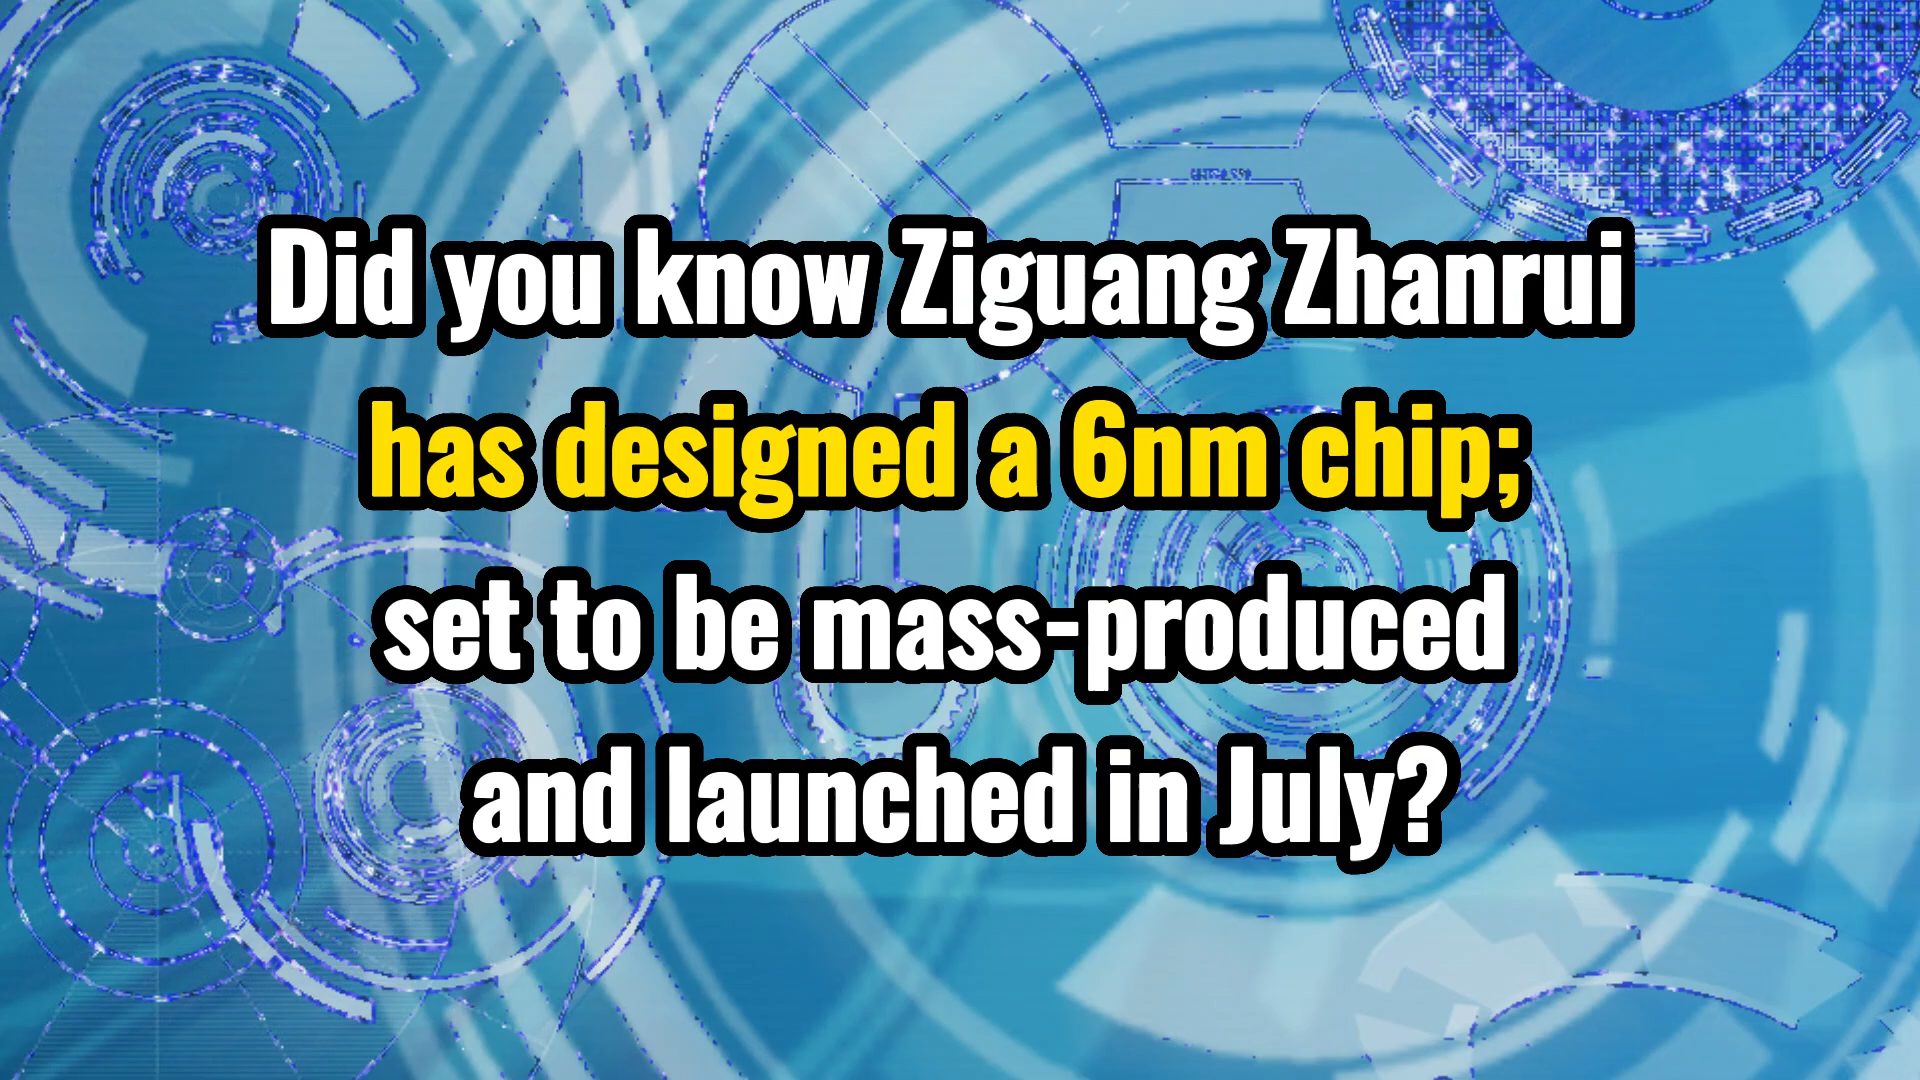 Did you know Ziguang Zhanrui
has designed a 6nm chip;
set to be mass-produced
and launched in July?